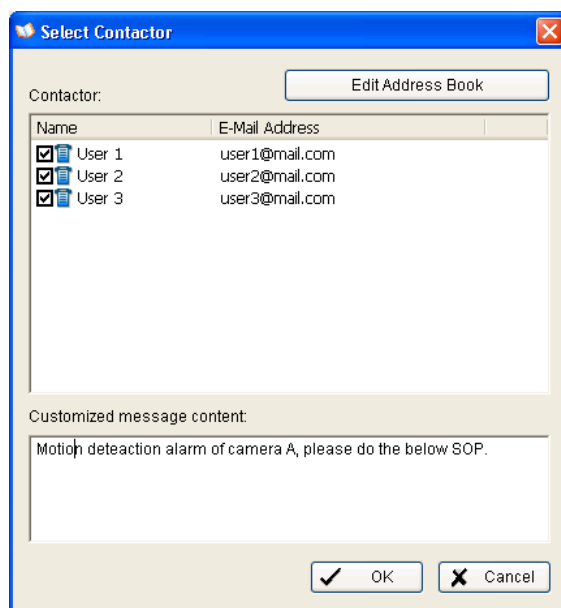 Select Contactor
Edit Address Book
Contactor:
Name E-Mail Address
User 1 user1@mail.com
User 2 user2@mail.com
User 3 user3@mail.com
Customized message content:
Motion deteaction alarm of camera A, please do the below SOP.
OK Cancel